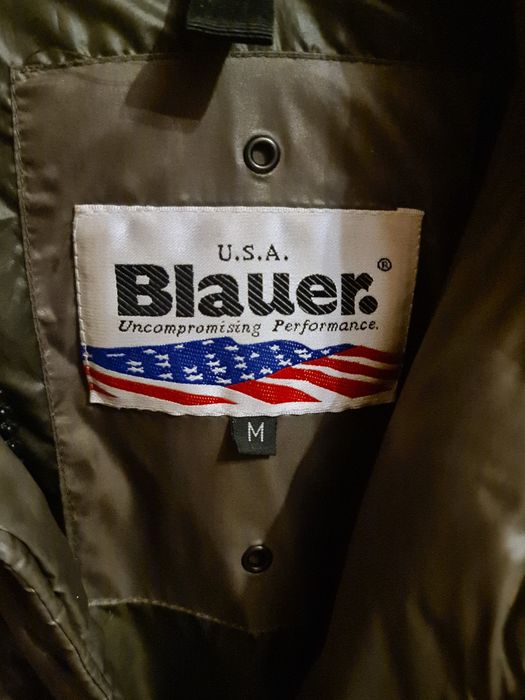 U.S.A.
Blauer.®
Uncompromising Performance.
M